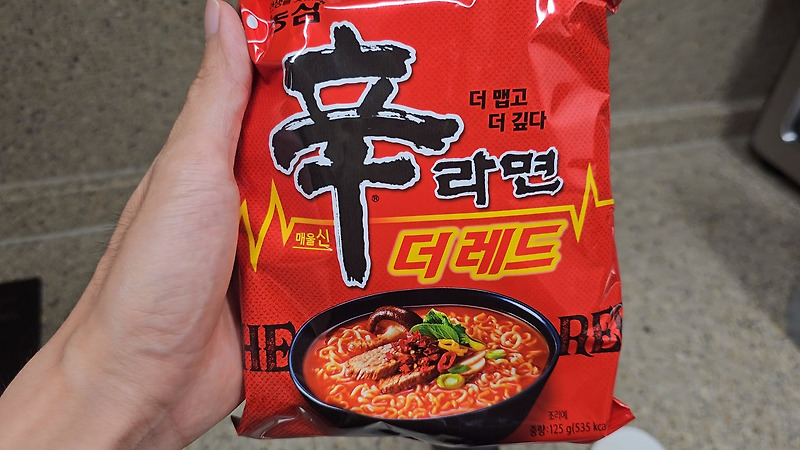 농심
辛라면
더 맵고
더 깊다
매울신
더 레드
THE RED
조리예
중량:125 g(535 kca